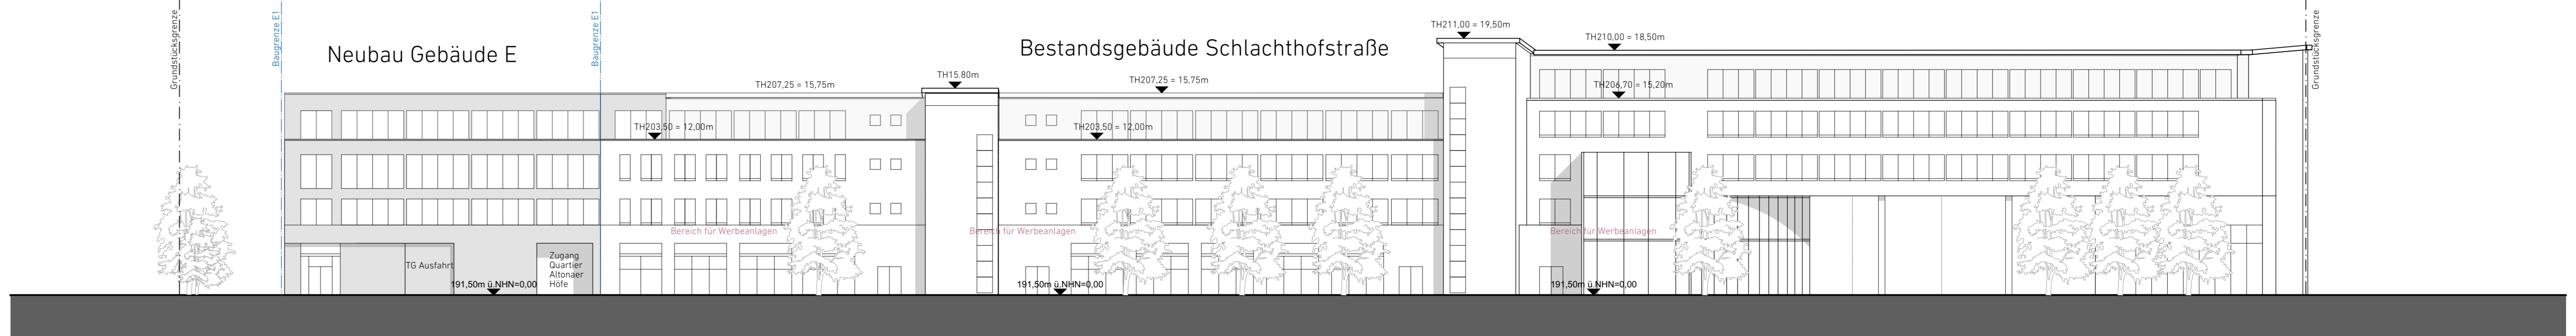 Grundstücksgrenze
Baugrenze E1
Baugrenze E1
Grundstücksgrenze
Neubau Gebäude E
Bestandsgebäude Schlachthofstraße
TH211,00 = 19,50m
TH210,00 = 18,50m
TH207,25 = 15,75m
TH15.80m
TH207,25 = 15,75m
TH206,70 = 15,20m
TH203,50 = 12,00m
TH203,50 = 12,00m
Bereich für Werbeanlagen
Bereich für Werbeanlagen
Bereich für Werbeanlagen
TG Ausfahrt
Zugang
Quartier
Altonaer
Höfe
191,50m ü.NHN=0,00
191,50m ü.NHN=0,00
191,50m ü.NHN=0,00